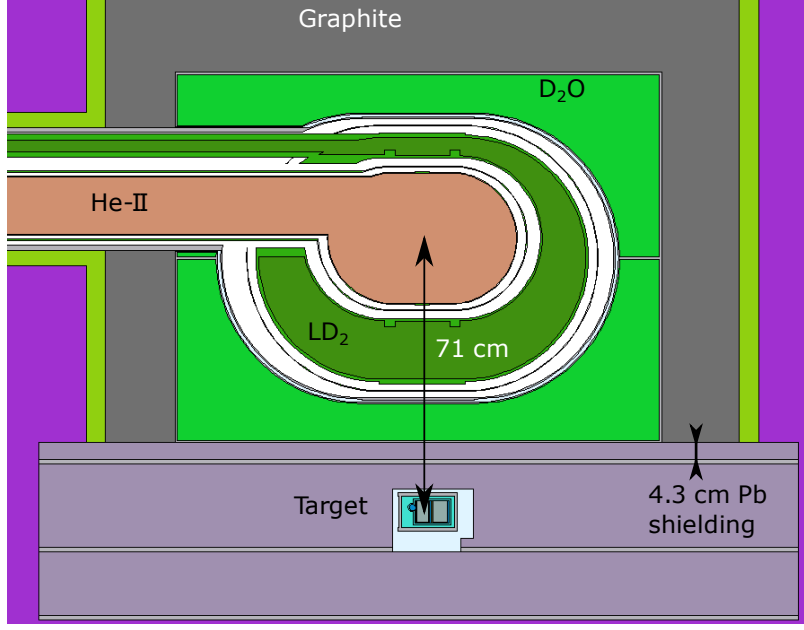 Graphite
D₂O
He-II
LD₂
71 cm
Target
4.3 cm Pb
shielding